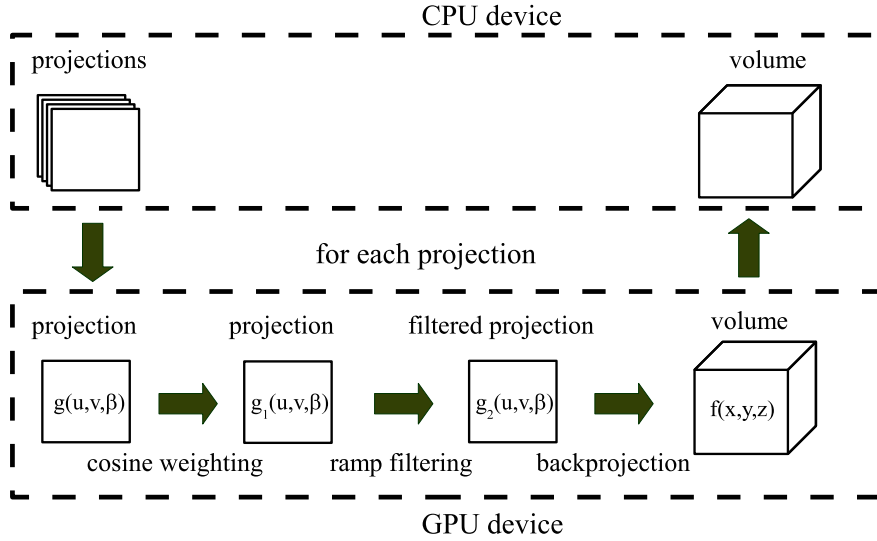 CPU device
projections
volume
for each projection
projection
projection
filtered projection
volume
g(u,v,β)
g₁(u,v,β)
g₂(u,v,β)
f(x,y,z)
cosine weighting
ramp filtering
backprojection
GPU device